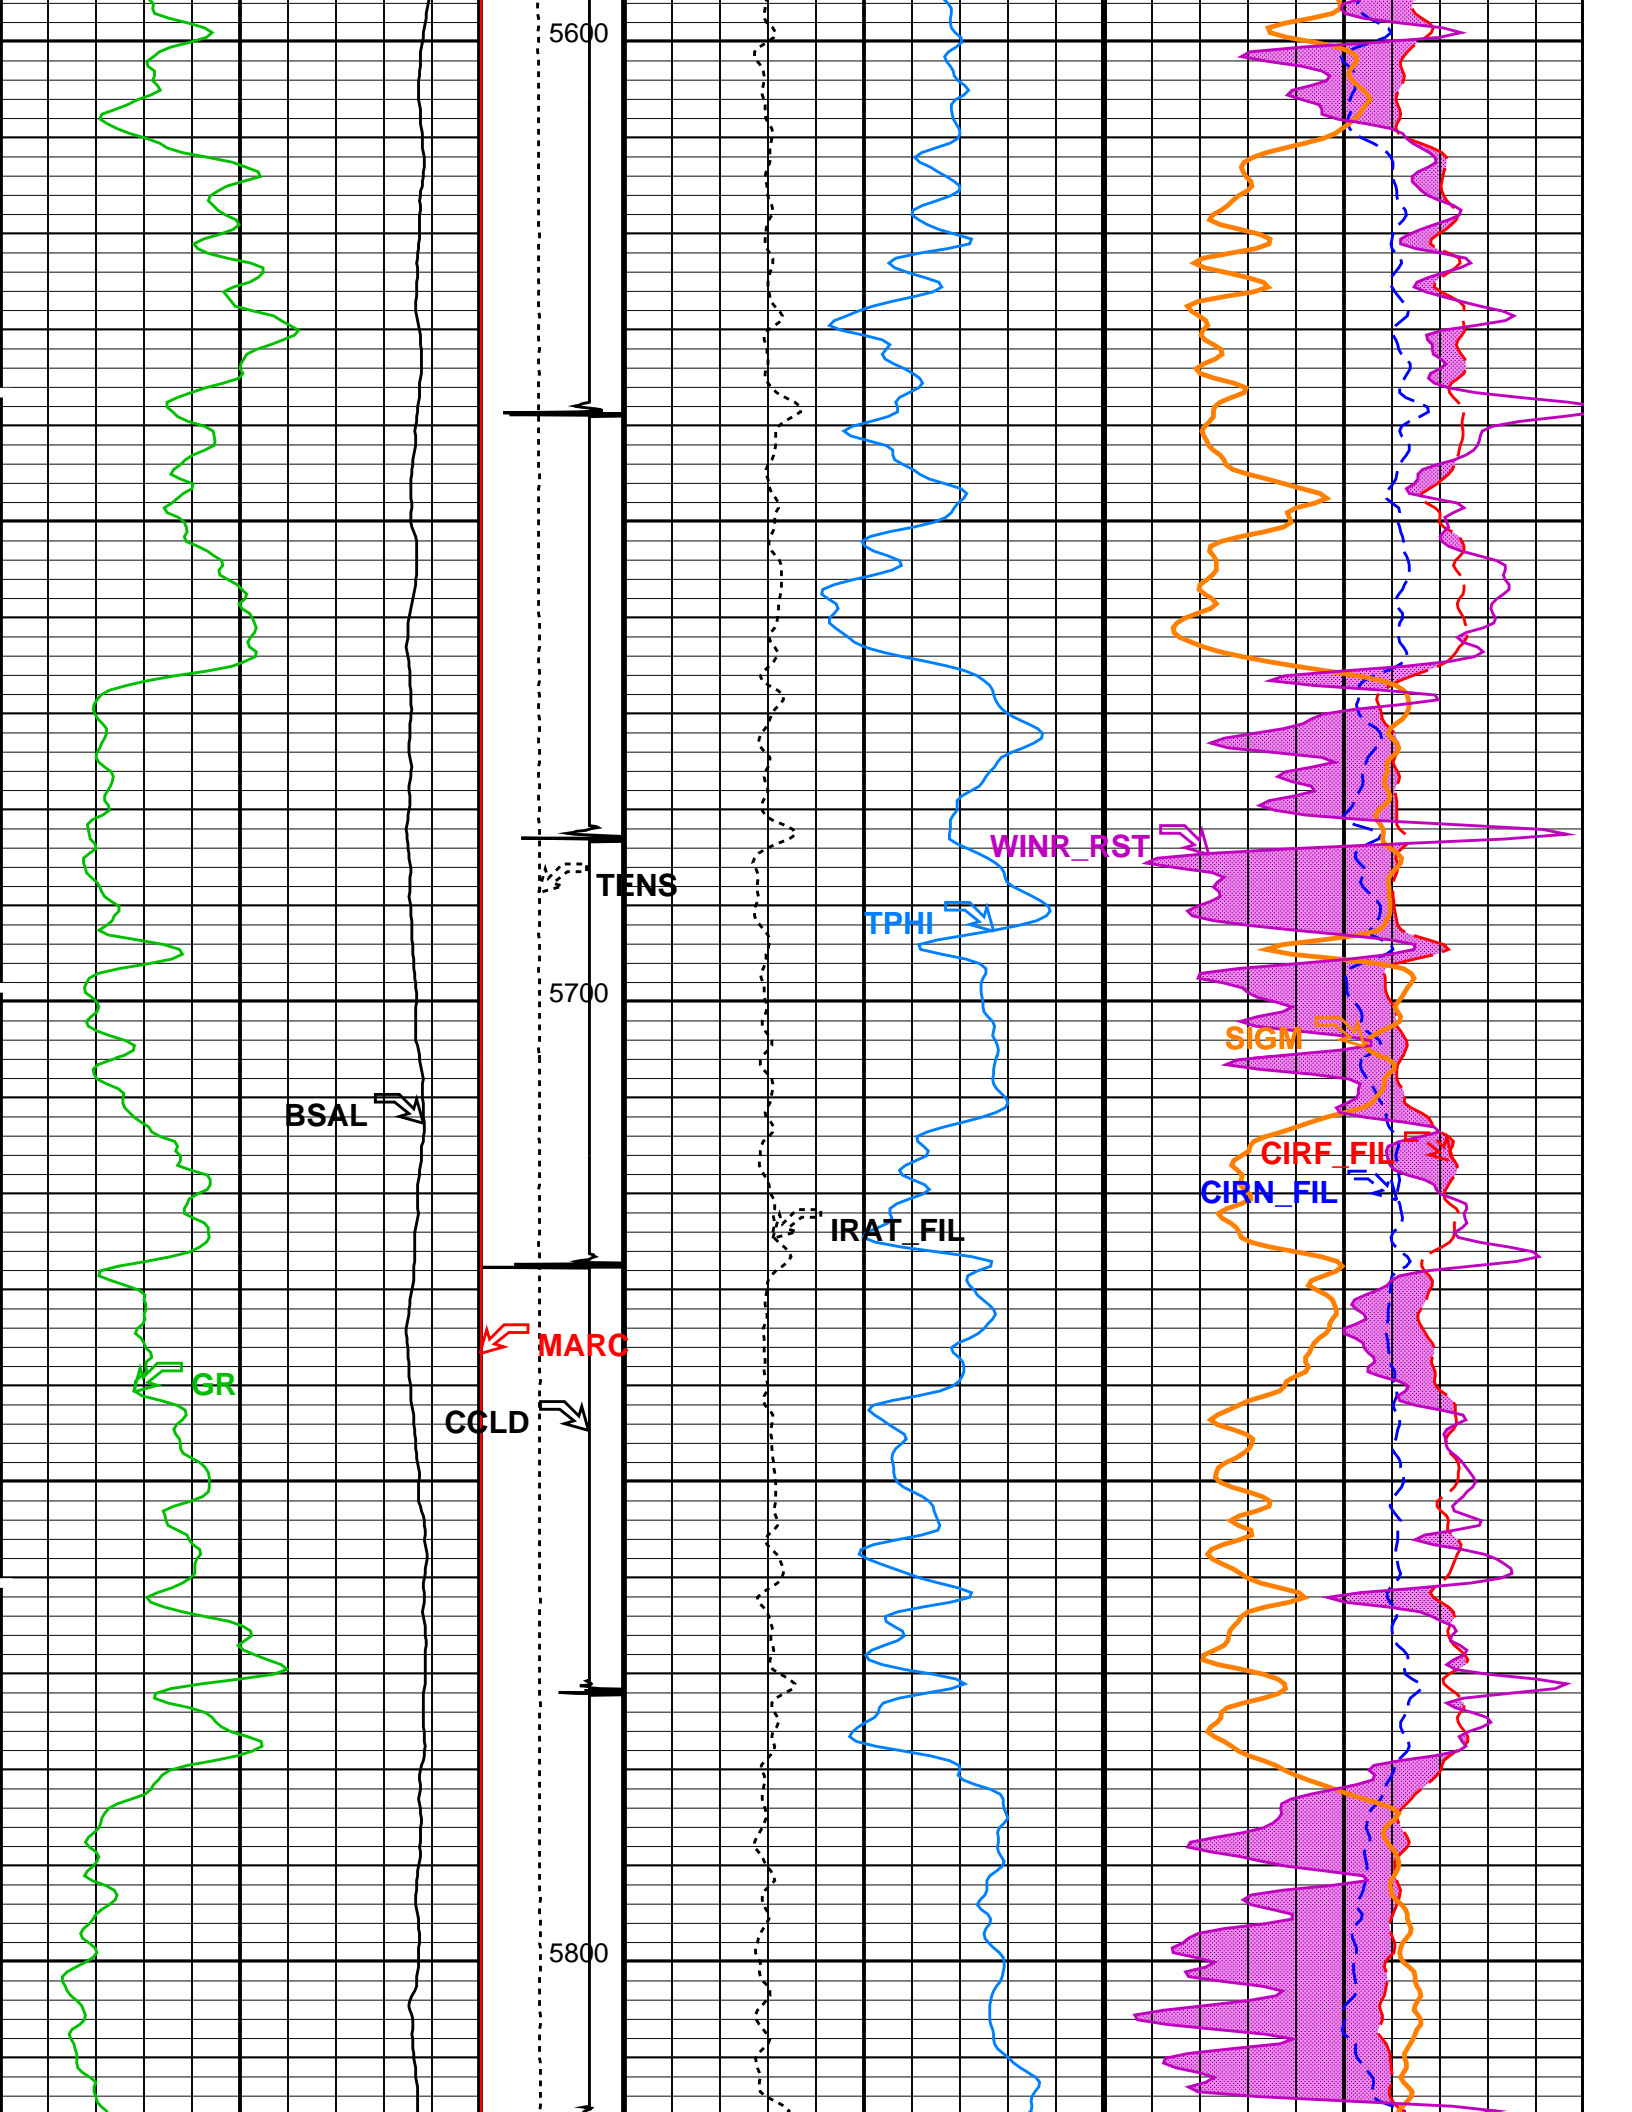 5600
WINR_RST
TENS
TPHI
5700
SIGM
BSAL
CIRF_FIL
CIRN_FIL
IRAT_FIL
MARC
GR
CCLD
5800